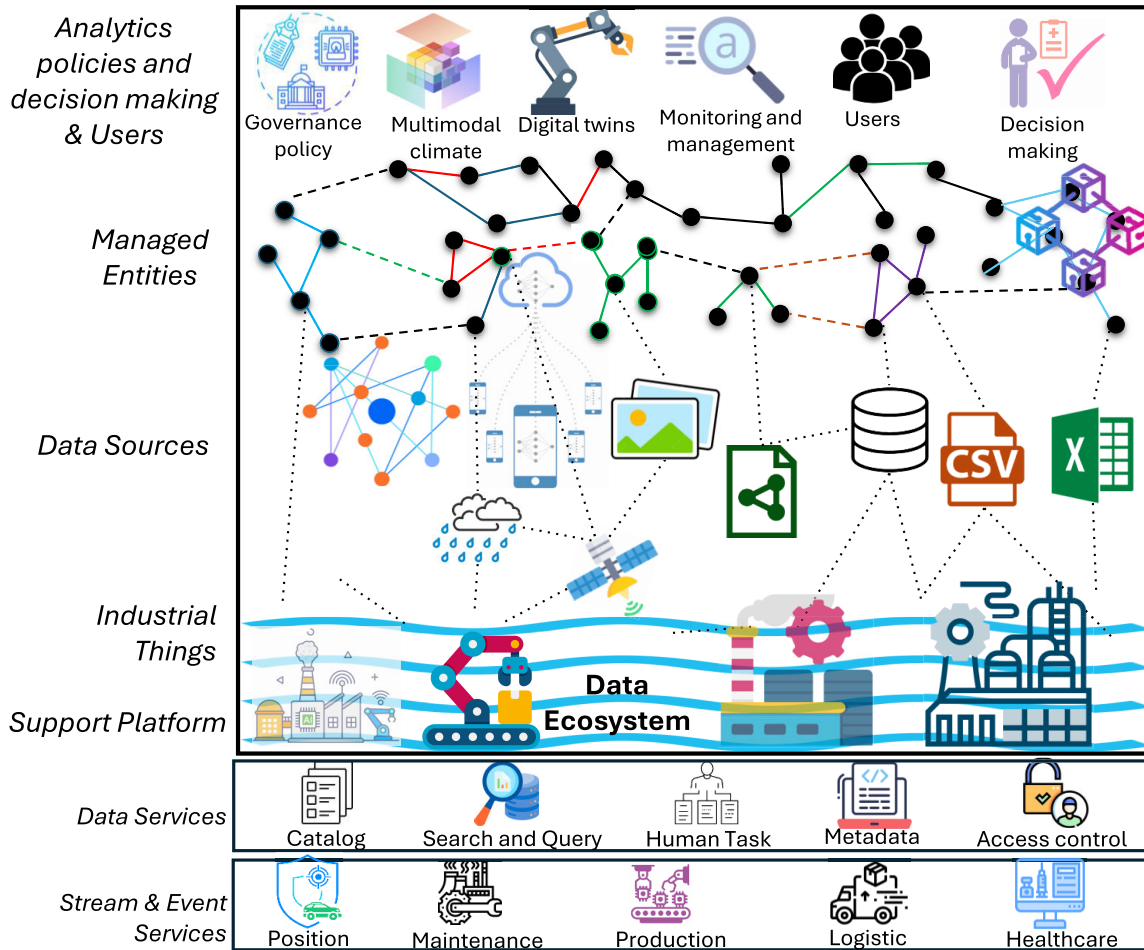 Analytics
policies and
decision making
& Users
Governance
policy
Multimodal
climate
Digital twins
a
Monitoring and
management
Users
Decision
making
Managed
Entities
Data Sources
CSV
X
Industrial
Things
Support Platform
AI
Data
Ecosystem
Data Services
Catalog
Search and Query
Human Task
</>
Metadata
Access control
Stream & Event
Services
Position
Maintenance
Production
Logistic
Healthcare